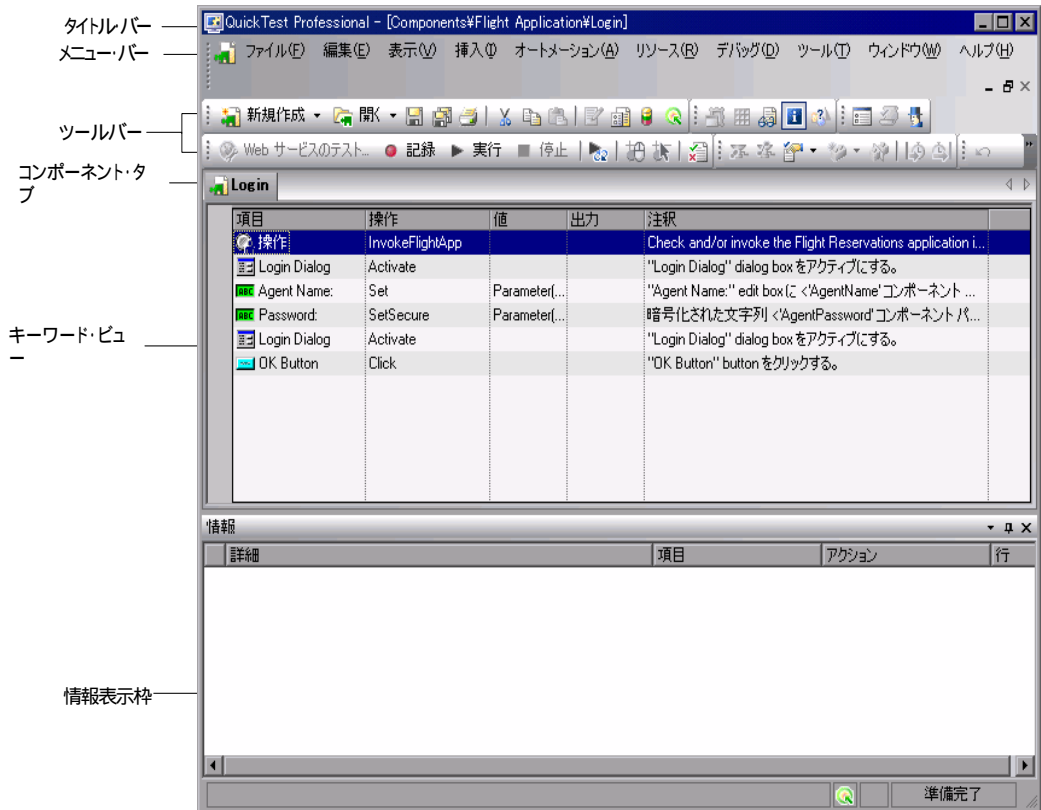 タイトル・バー
QuickTest Professional - [Components¥Flight Application¥Login]
メニュー・バー
ファイル(F) 編集(E) 表示(V) 挿入(I) オートメーション(A) リソース(R) デバッグ(D) ツール(T) ウィンドウ(W) ヘルプ(H)
ツールバー
新規作成 開く
Web サービスのテスト... 記録 実行 停止
コンポーネント・タ
ブ
Login
項目 操作 値 出力 注釈
操作 InvokeFlightApp Check and/or invoke the Flight Reservations application i...
Login Dialog Activate "Login Dialog" dialog box をアクティブにする。
Agent Name: Set Parameter(... "Agent Name:" edit box に <'AgentName' コンポーネント ...
Password: SetSecure Parameter(... 暗号化された文字列 <'AgentPassword' コンポーネント パ...
Login Dialog Activate "Login Dialog" dialog box をアクティブにする。
OK Button Click "OK Button" button をクリックする。
キーワード・ビュ
ー
情報
詳細 項目 アクション 行
情報表示枠
準備完了